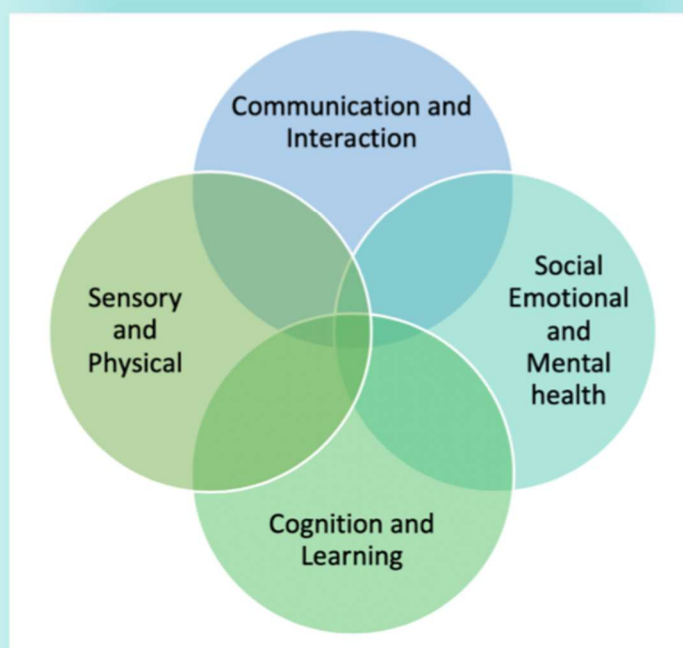 Communication and
Interaction
Sensory
and
Physical
Social
Emotional
and
Mental
health
Cognition and
Learning